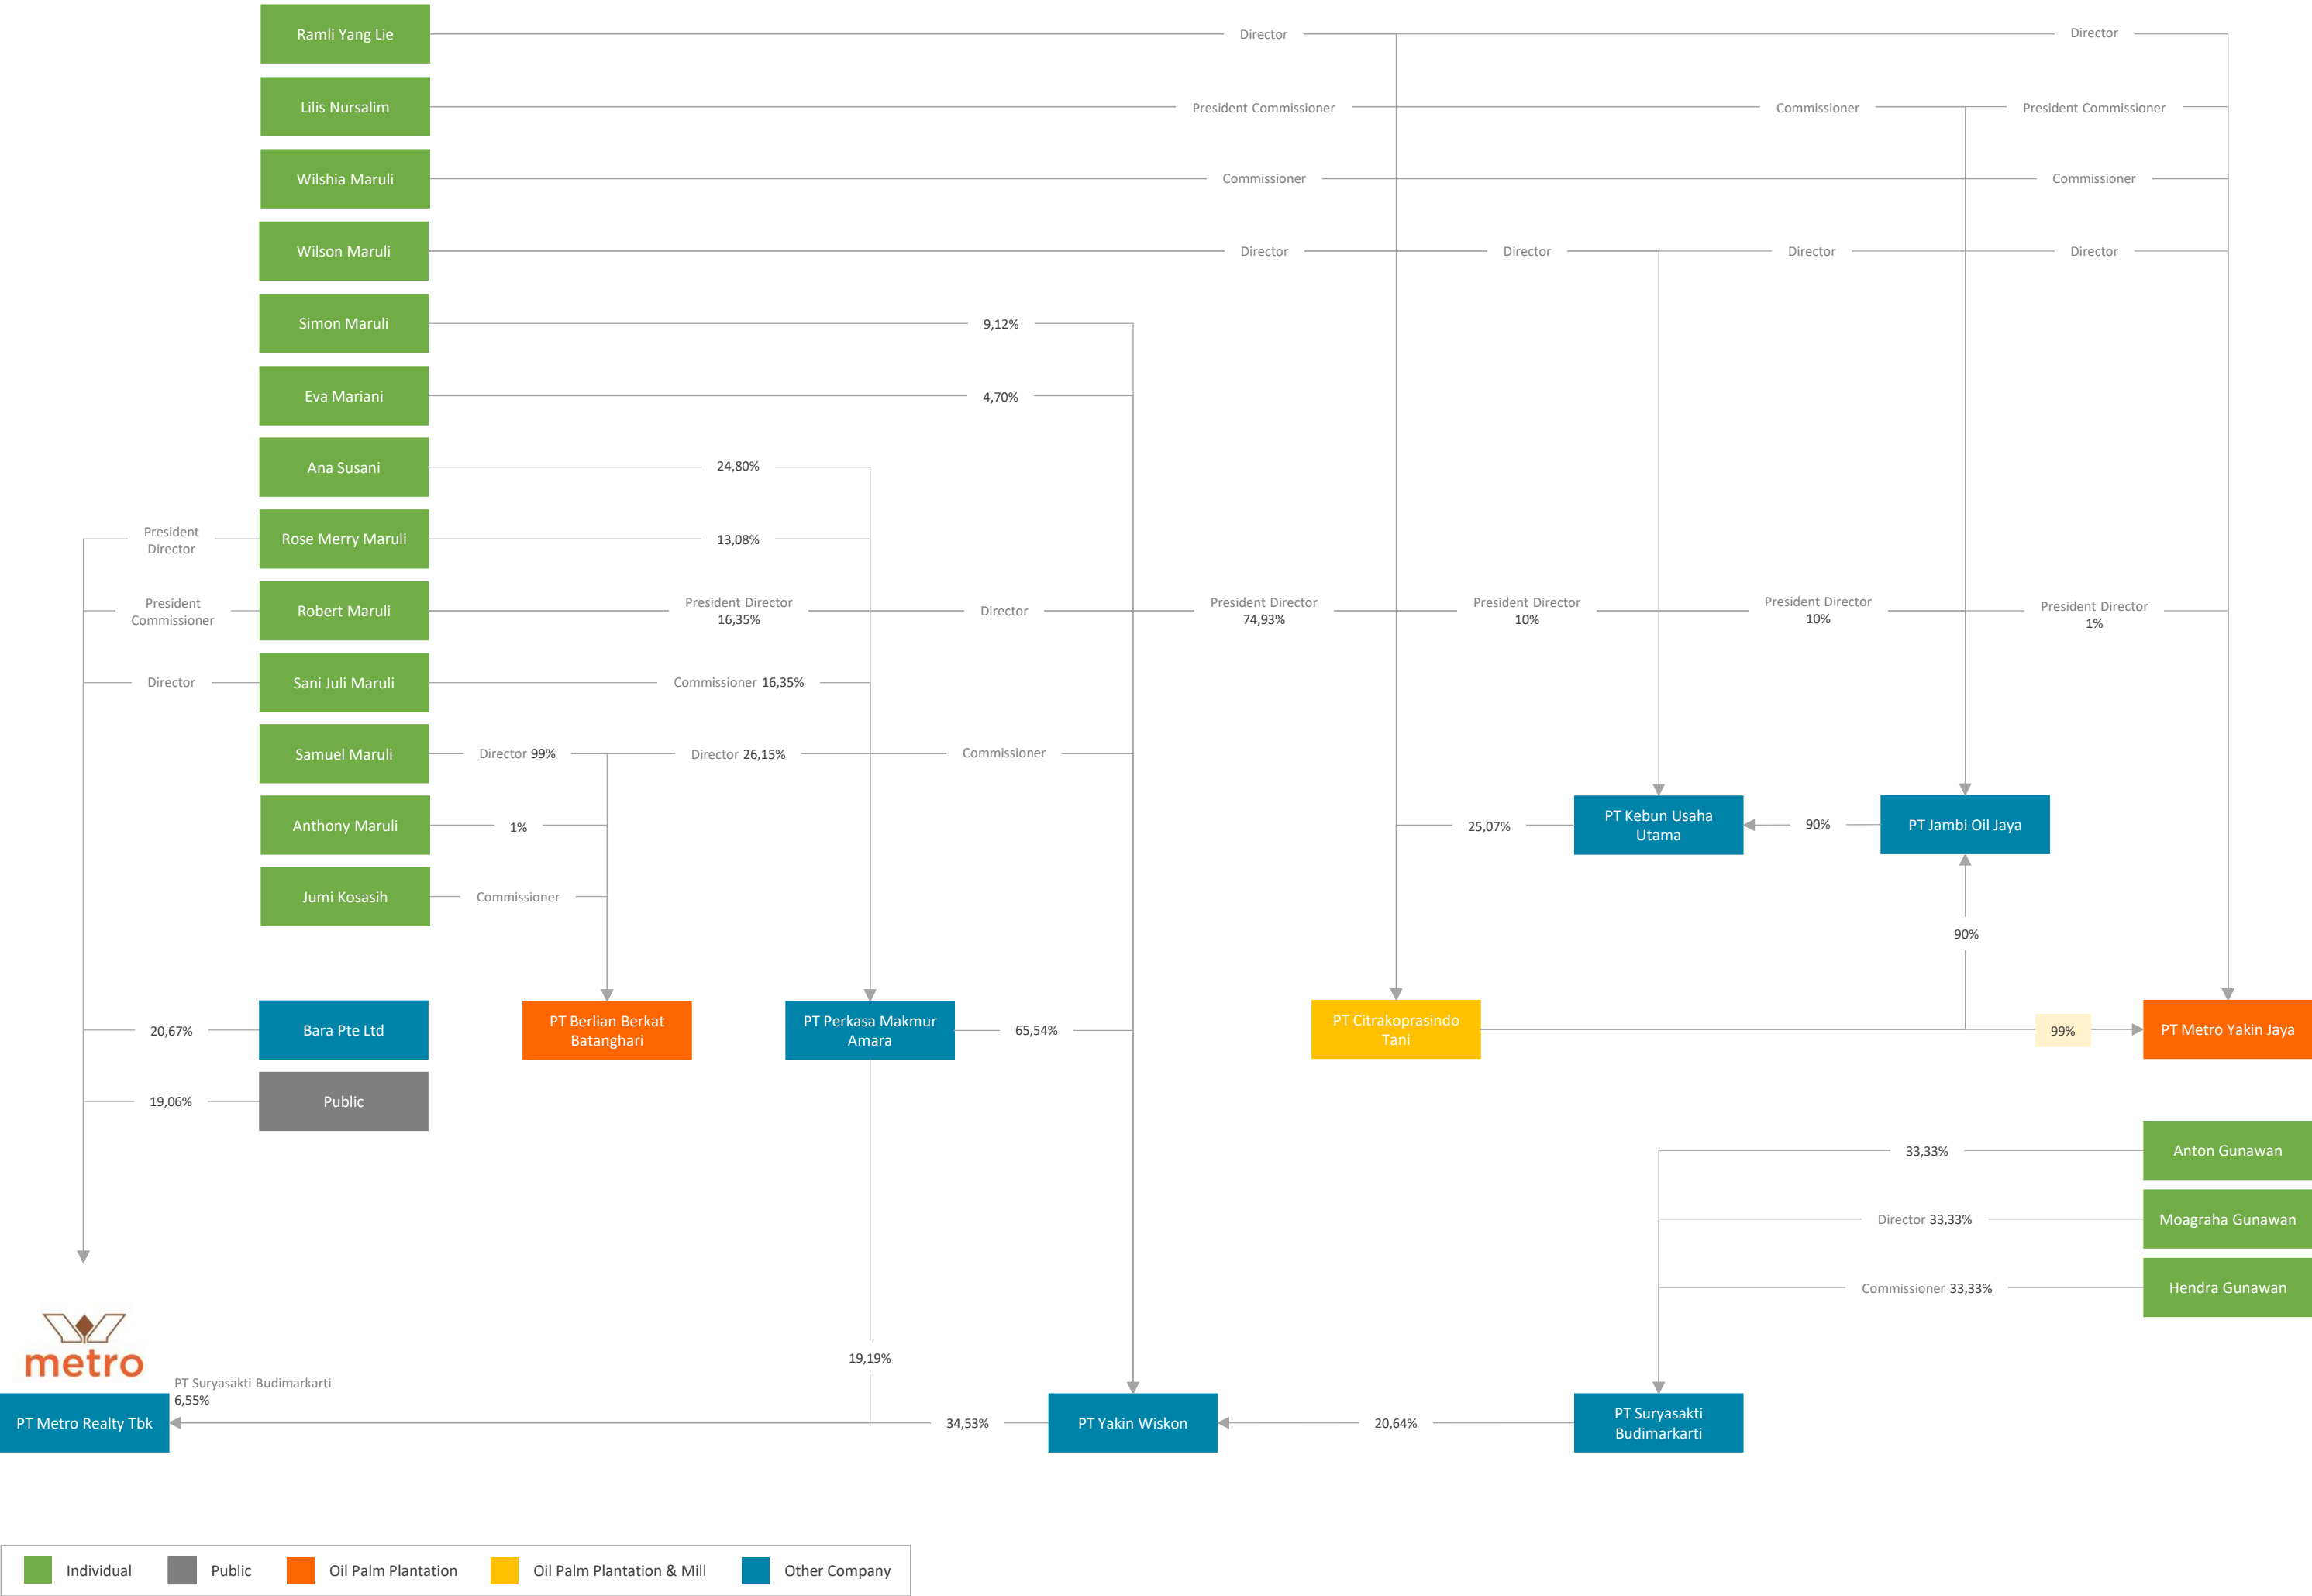 Ramli Yang Lie
Director
Director
Lilis Nursalim
President Commissioner
Commissioner
President Commissioner
Wilshia Maruli
Commissioner
Commissioner
Wilson Maruli
Director
Director
Director
Director
Simon Maruli
9,12%
Eva Mariani
4,70%
Ana Susani
24,80%
President
Director
Rose Merry Maruli
13,08%
President
Commissioner
Robert Maruli
President Director
16,35%
Director
President Director
74,93%
President Director
10%
President Director
10%
President Director
1%
Director
Sani Juli Maruli
Commissioner 16,35%
Samuel Maruli
Director 99%
Director 26,15%
Commissioner
Anthony Maruli
1%
25,07%
PT Kebun Usaha
Utama
90%
PT Jambi Oil Jaya
Jumi Kosasih
Commissioner
90%
20,67%
Bara Pte Ltd
PT Berlian Berkat
Batanghari
PT Perkasa Makmur
Amara
65,54%
PT Citrakoprasindo
Tani
99%
PT Metro Yakin Jaya
19,06%
Public
33,33%
Anton Gunawan
Director 33,33%
Moagraha Gunawan
Commissioner 33,33%
Hendra Gunawan
metro
19,19%
PT Suryasakti Budimarkarti
6,55%
PT Metro Realty Tbk
34,53%
PT Yakin Wiskon
20,64%
PT Suryasakti
Budimarkarti
Individual
Public
Oil Palm Plantation
Oil Palm Plantation & Mill
Other Company